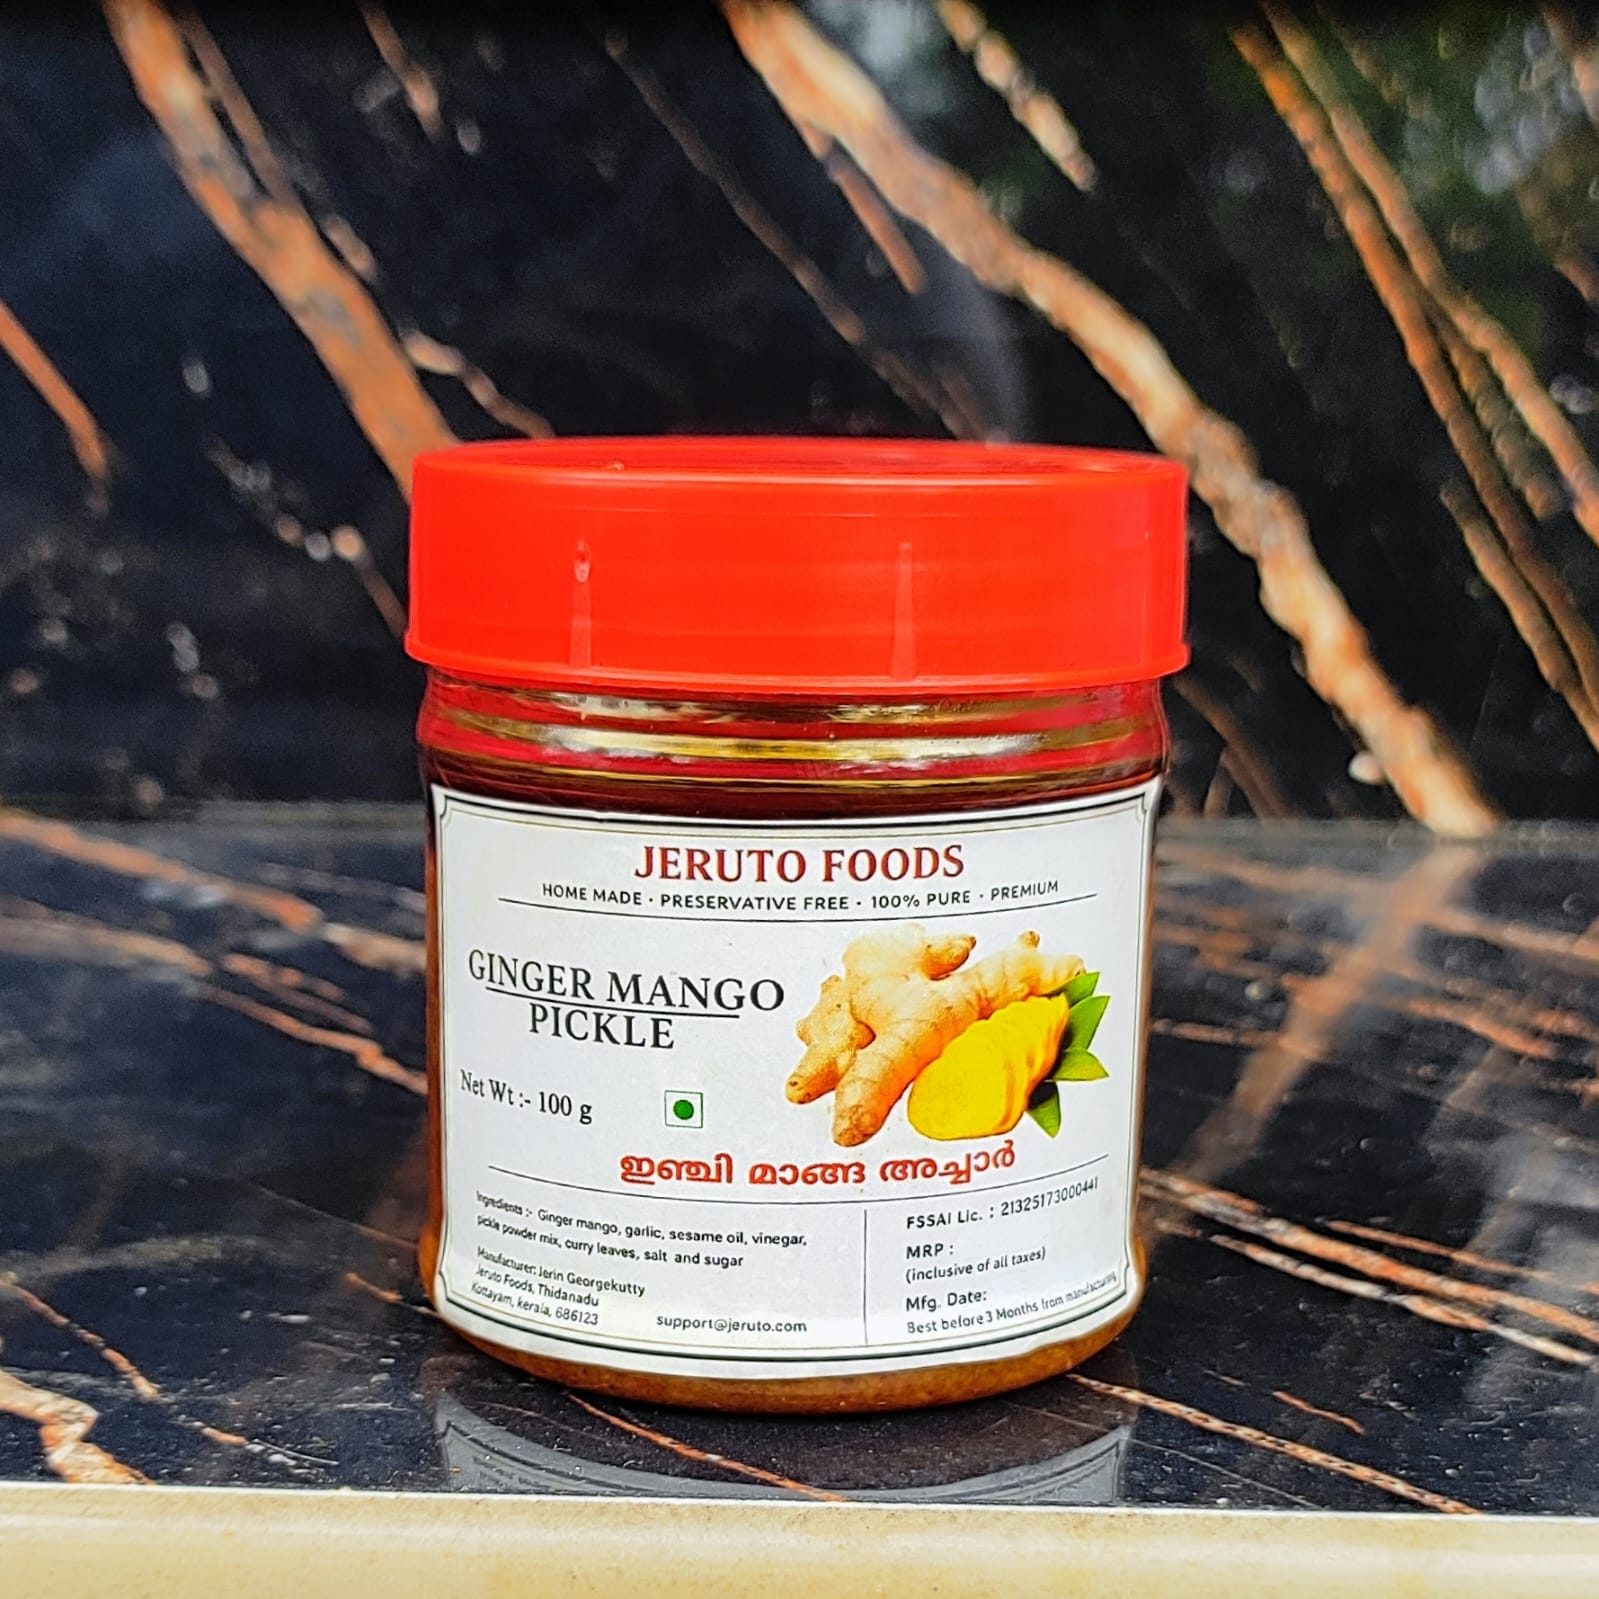 JERUTO FOODS
HOME MADE · PRESERVATIVE FREE · 100% PURE · PREMIUM
GINGER MANGO
PICKLE
Net Wt :- 100 g
ഇഞ്ചി മാങ്ങ അച്ചാർ
Ingredients :- Ginger mango, garlic, sesame oil, vinegar,
pickle powder mix, curry leaves, salt and sugar
Manufacturer: Jerin Georgekutty
Jeruto Foods, Thidanadu
Kottayam, kerala, 686123
support@jeruto.com
FSSAI Lic. : 21325173000441
MRP :
(inclusive of all taxes)
Mfg. Date:
Best before 3 Months from manufacturing